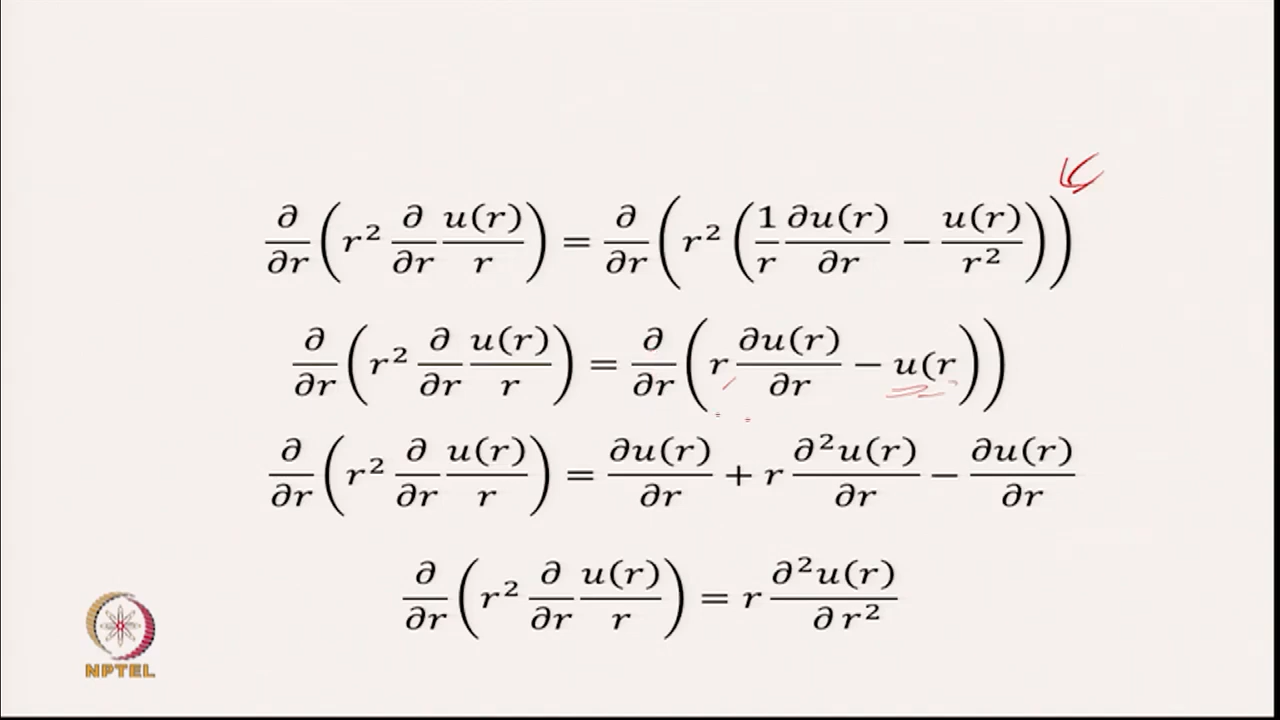 ∂/∂r (r² ∂/∂r u(r)/r) = ∂/∂r (r² (1/r ∂u(r)/∂r − u(r)/r²))
∂/∂r (r² ∂/∂r u(r)/r) = ∂/∂r (r ∂u(r)/∂r − u(r))
∂/∂r (r² ∂/∂r u(r)/r) = ∂u(r)/∂r + r ∂²u(r)/∂r − ∂u(r)/∂r
∂/∂r (r² ∂/∂r u(r)/r) = r ∂²u(r)/∂ r²
NPTEL